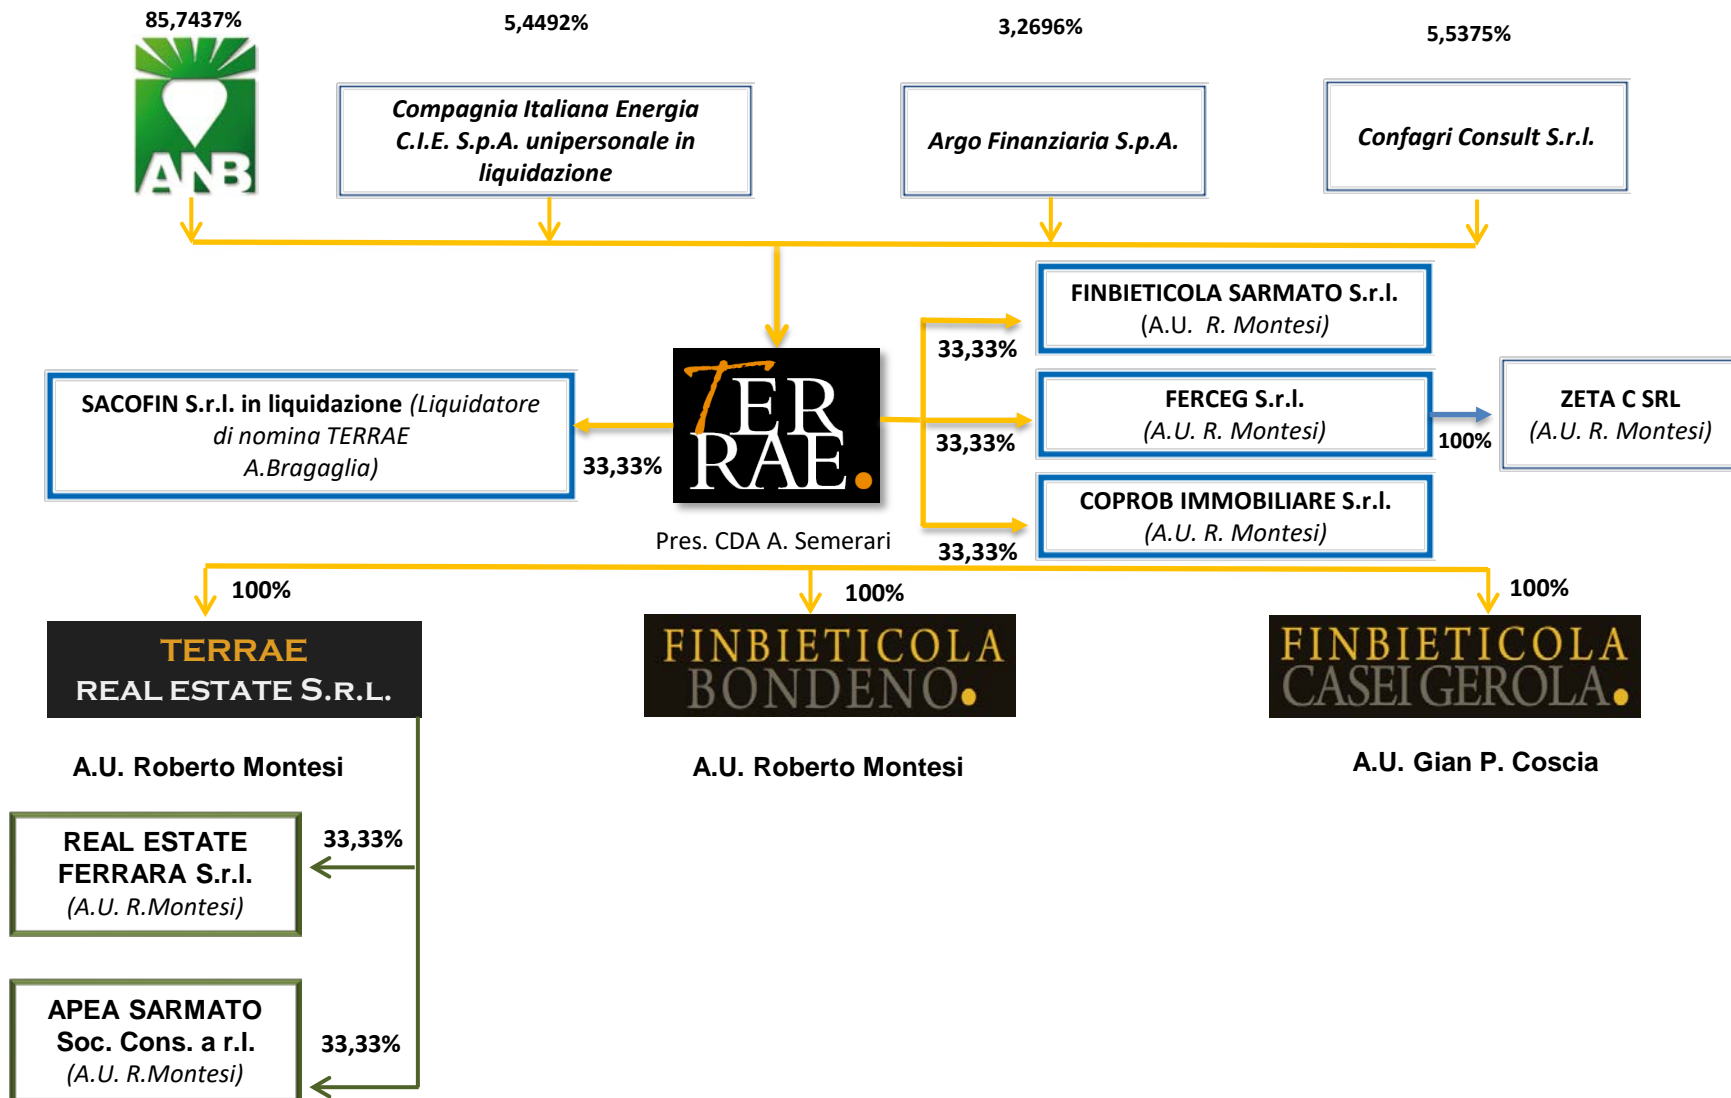 85,7437%
5,4492%
3,2696%
5,5375%
ANB
Compagnia Italiana Energia
C.I.E. S.p.A. unipersonale in
liquidazione
Argo Finanziaria S.p.A.
Confagri Consult S.r.l.
FINBIETICOLA SARMATO S.r.l.
(A.U. R. Montesi)
33,33%
SACOFIN S.r.l. in liquidazione (Liquidatore
di nomina TERRAE
A.Bragaglia)
33,33%
TER
RAE.
Pres. CDA A. Semerari
FERCEG S.r.l.
(A.U. R. Montesi)
33,33%
100%
ZETA C SRL
(A.U. R. Montesi)
COPROB IMMOBILIARE S.r.l.
(A.U. R. Montesi)
33,33%
100%
100%
100%
TERRAE
REAL ESTATE S.R.L.
FINBIETICOLA
BONDENO.
FINBIETICOLA
CASEI GEROLA.
A.U. Roberto Montesi
A.U. Roberto Montesi
A.U. Gian P. Coscia
REAL ESTATE
FERRARA S.r.l.
(A.U. R.Montesi)
33,33%
APEA SARMATO
Soc. Cons. a r.l.
(A.U. R.Montesi)
33,33%